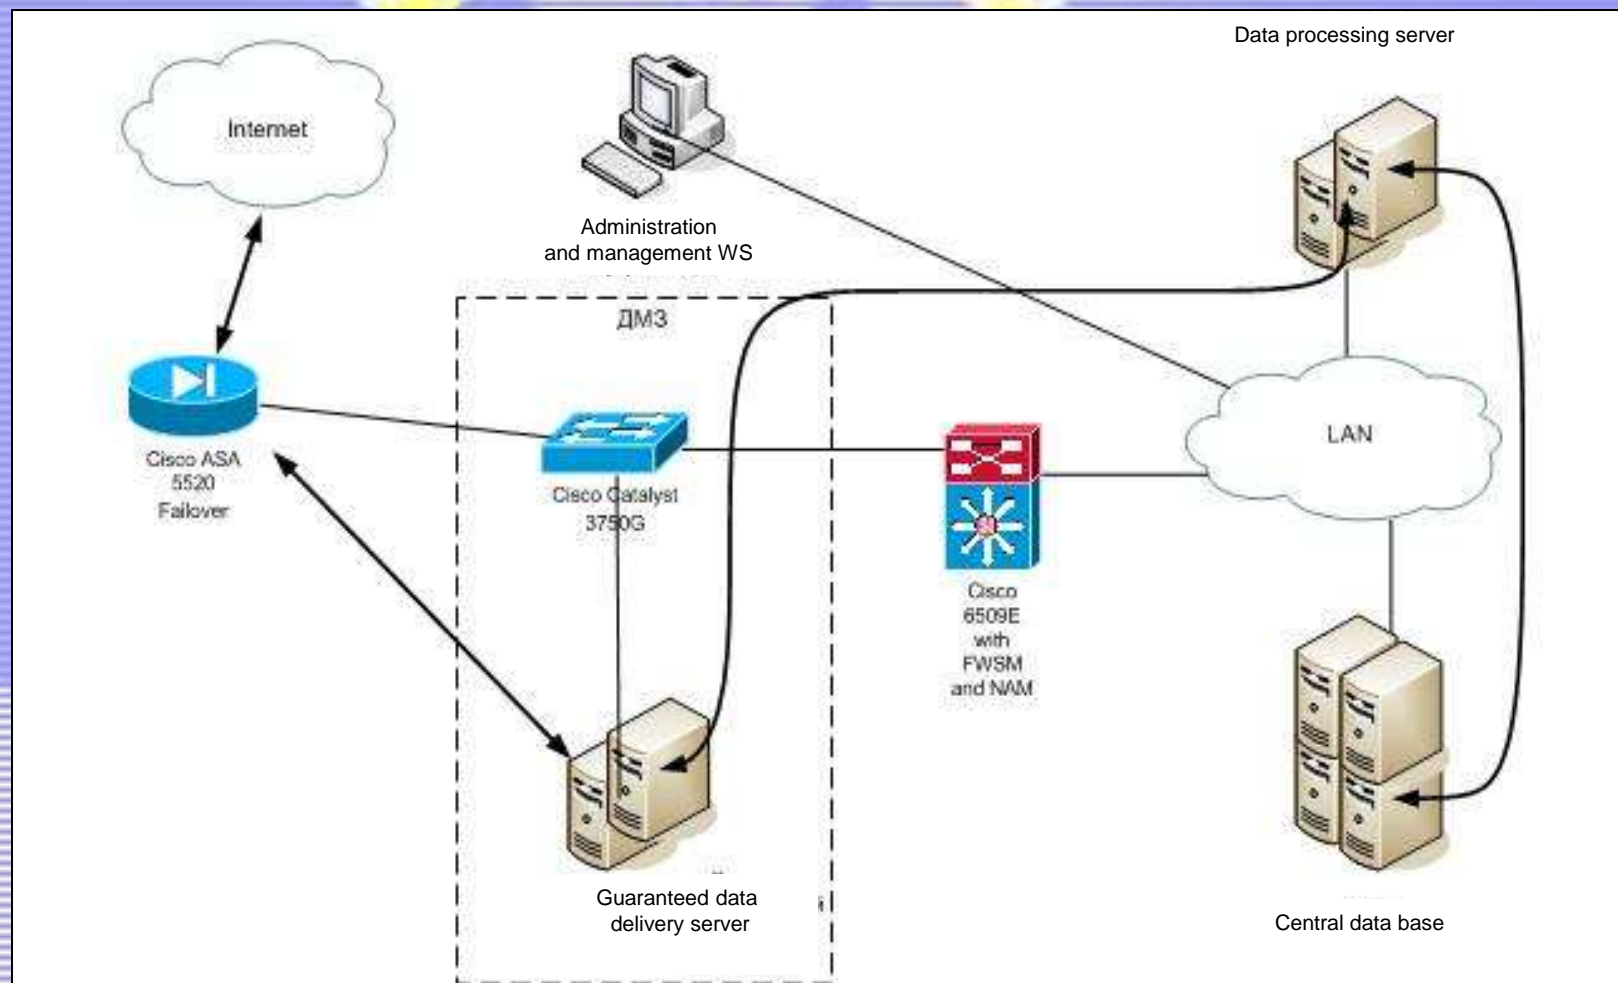 Data processing server
Internet
Administration
and management WS
ДМЗ
Cisco ASA
5520
Failover
Cisco Catalyst
3750G
LAN
Cisco
6509E
with
FWSM
and NAM
Guaranteed data
delivery server
й
Central data base